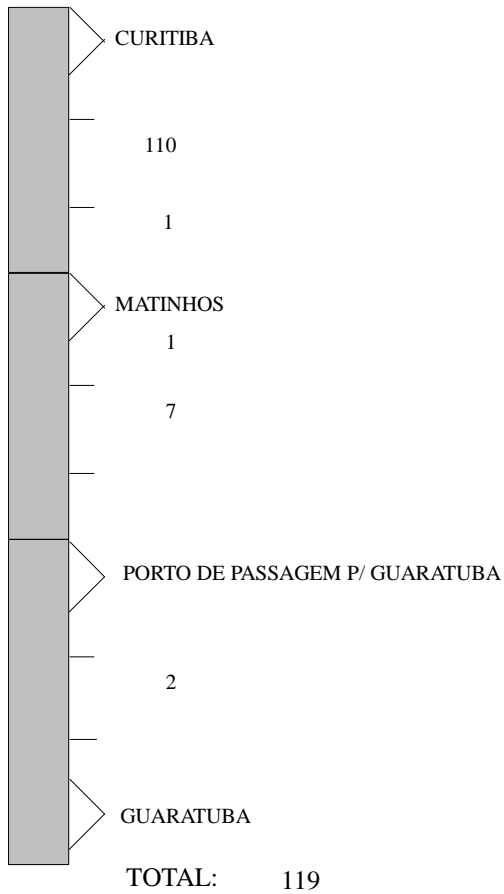 CURITIBA
110
1
MATINHOS
1
7
PORTO DE PASSAGEM P/ GUARATUBA
2
GUARATUBA
TOTAL: 119